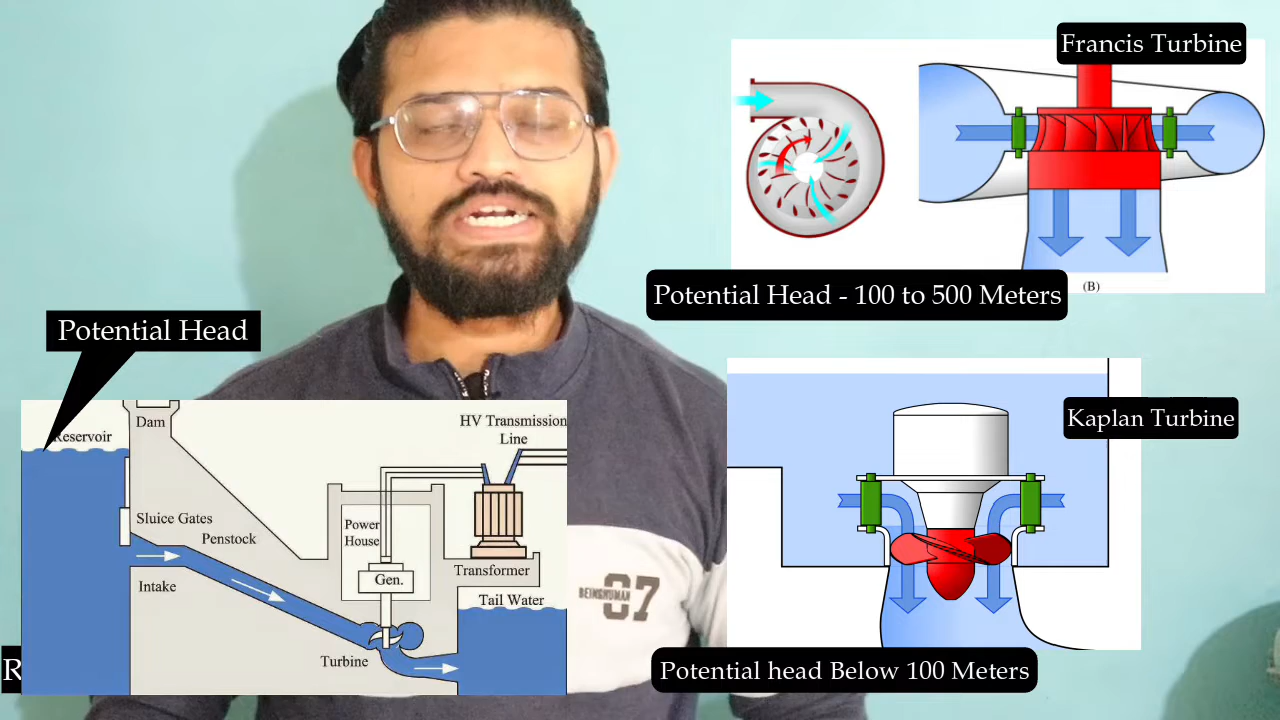 Francis Turbine
(B)
Potential Head - 100 to 500 Meters
Potential Head
Reservoir
Dam
HV Transmission
Line
Sluice Gates
Penstock
Power
House
Intake
Gen.
Transformer
Tail Water
Turbine
Kaplan Turbine
BEINGHUMAN
07
Potential head Below 100 Meters
R